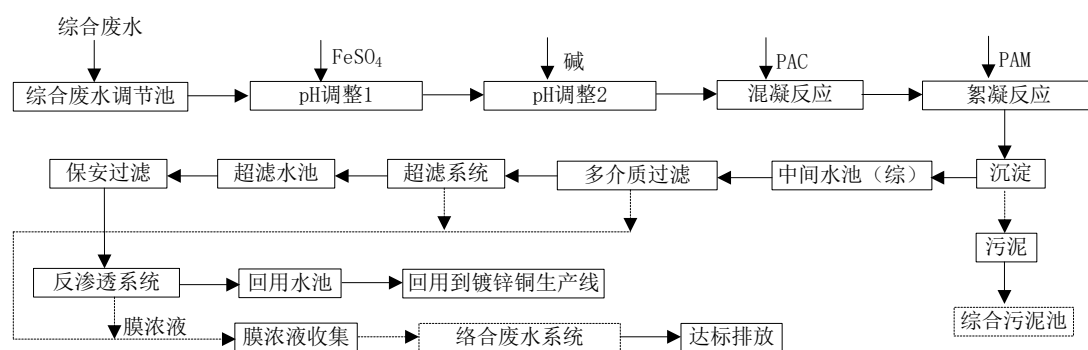 综合废水
FeSO₄
碱
PAC
PAM
综合废水调节池
pH调整1
pH调整2
混凝反应
絮凝反应
保安过滤
超滤水池
超滤系统
多介质过滤
中间水池（综）
沉淀
污泥
反渗透系统
回用水池
回用到镀锌铜生产线
膜浓液
膜浓液收集
络合废水系统
达标排放
综合污泥池